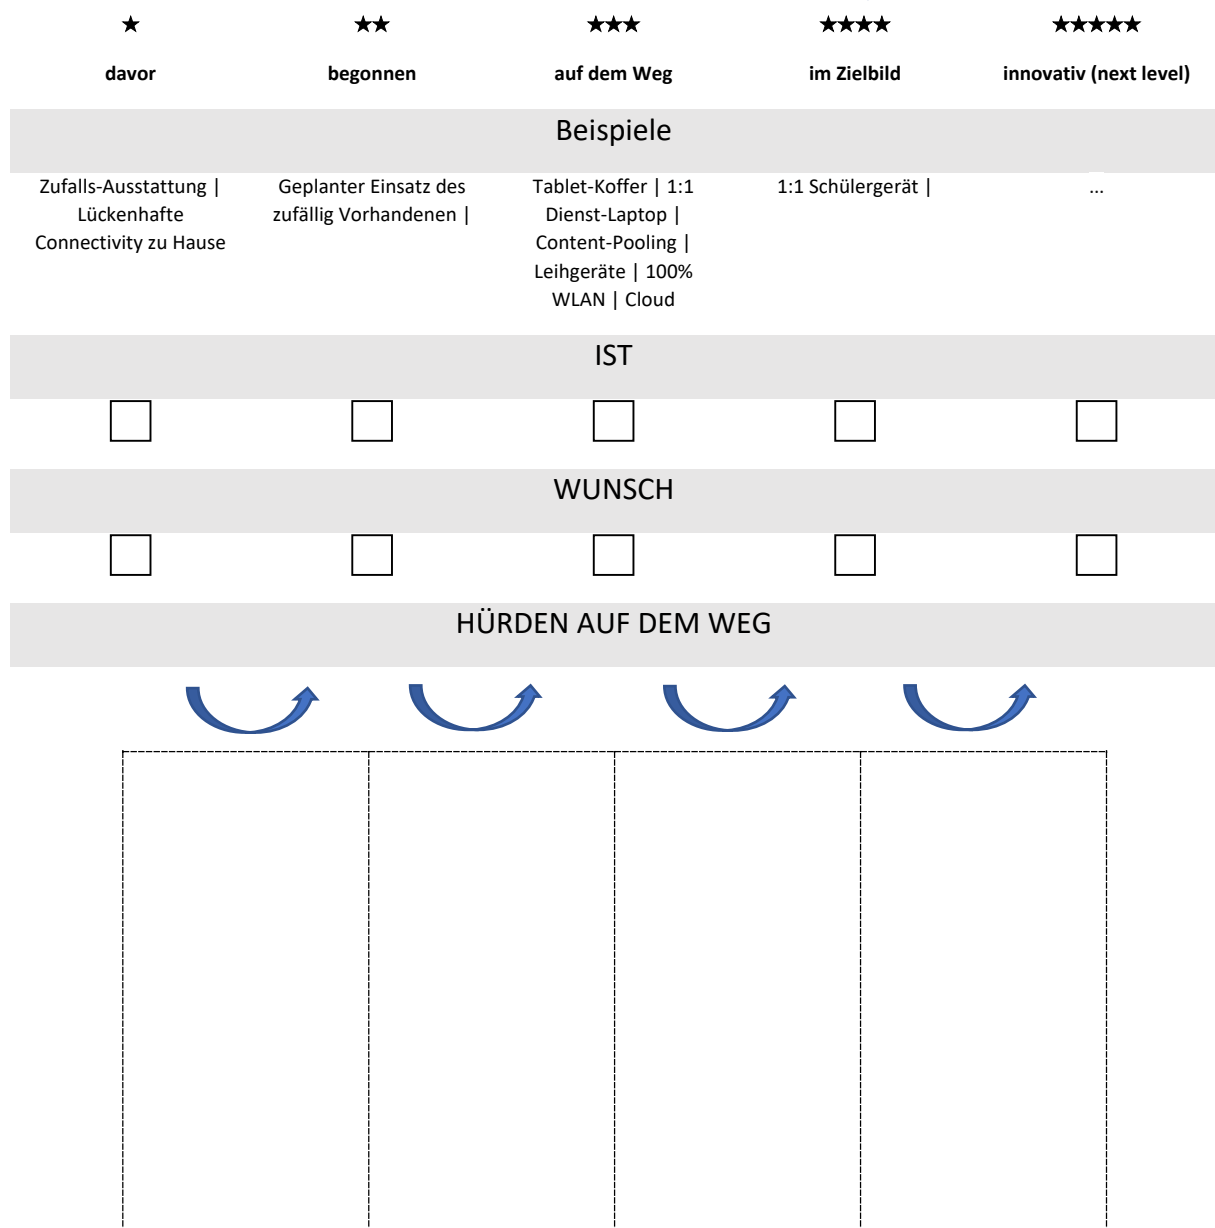 ★ ★★ ★★★ ★★★★ ★★★★★
davor begonnen auf dem Weg im Zielbild innovativ (next level)
Beispiele
Zufalls-Ausstattung |
Lückenhafte
Connectivity zu Hause
Geplanter Einsatz des
zufällig Vorhandenen |
Tablet-Koffer | 1:1
Dienst-Laptop |
Content-Pooling |
Leihgeräte | 100%
WLAN | Cloud
1:1 Schülergerät |
...
IST
WUNSCH
HÜRDEN AUF DEM WEG